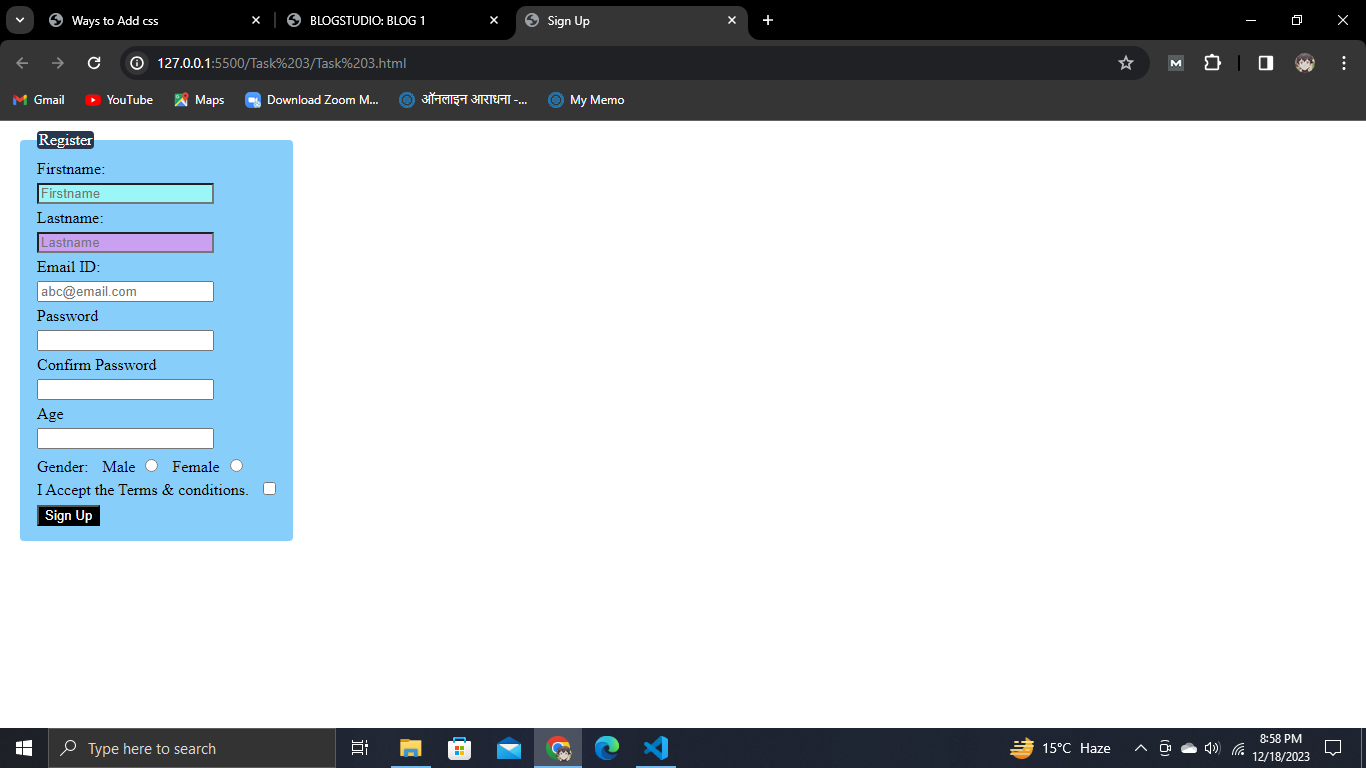 Ways to Add css
BLOGSTUDIO: BLOG 1
Sign Up
127.0.0.1:5500/Task%203/Task%203.html
M
Gmail
YouTube
Maps
Download Zoom M...
ऑनलाइन आराधना -...
My Memo
Register
Firstname:
Firstname
Lastname:
Lastname
Email ID:
abc@email.com
Password
Confirm Password
Age
Gender: Male Female
I Accept the Terms & conditions.
Sign Up
Type here to search
15°C Haze
8:58 PM
12/18/2023